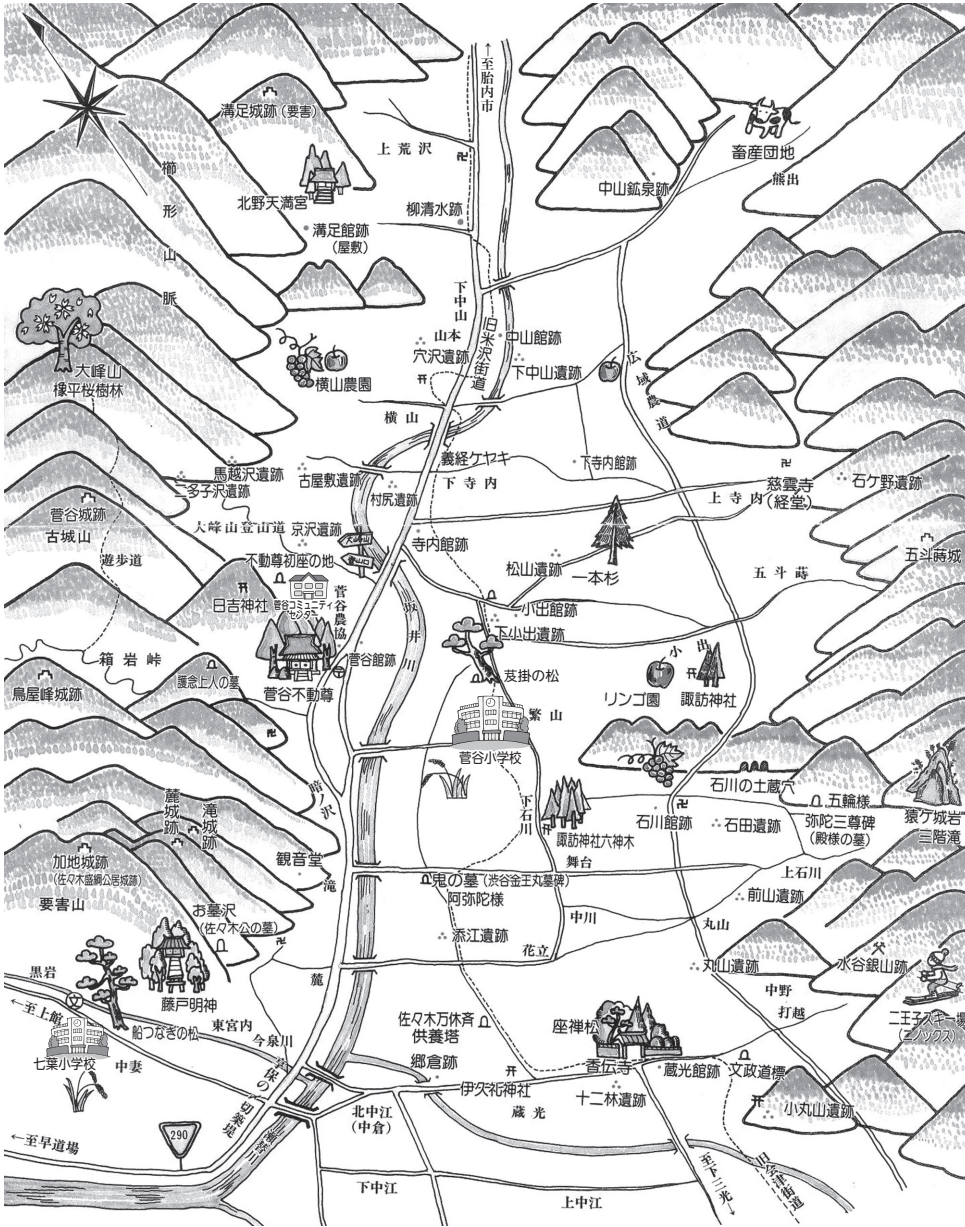 ←至胎内市
溝足城跡(要害)
上荒沢
北野天満宮
柳清水跡
溝足館跡
(屋敷)
櫛形山脈
畜産団地
熊出
中山鉱泉跡
下中山
山本
穴沢遺跡
旧米沢街道
中山館跡
下中山遺跡
広域農道
大峰山
橡平桜樹林
横山農園
横山
義経ケヤキ
下寺内館跡
馬越沢遺跡
二多子沢遺跡
古屋敷遺跡
村尻遺跡
下寺内
上寺内
慈雲寺
(経堂)
石ケ野遺跡
菅谷城跡
古城山
大峰山登山道
京沢遺跡
寺内館跡
松山遺跡
一本杉
五斗蒔城
五斗蒔
遊歩道
不動尊初座の地
日吉神社
菅谷コミュニティ
センター
菅谷農協
坂井川
小出館跡
下小出遺跡
箱岩峠
護念上人の墓
菅谷不動尊
菅谷館跡
芨掛の松
小出
リンゴ園
諏訪神社
鳥屋峰城跡
繁山
菅谷小学校
暗ノ沢
下石川
諏訪神社六神木
舞台
石川の土蔵穴
石川館跡
石田遺跡
五輪様
弥陀三尊碑
(殿様の墓)
猿ケ城岩
三階滝
麓城跡
滝城跡
加地城跡
(佐々木盛綱公居城跡)
要害山
観音堂
滝
鬼の墓(渋谷金王丸墓碑)
阿弥陀様
上石川
前山遺跡
中川
丸山
お墓沢
(佐々木公の墓)
添江遺跡
花立
丸山遺跡
水谷銀山跡
中野
打越
二王子スキー場
(ニノックス)
黒岩
←至上館
藤戸明神
麓
船つなぎの松
東宮内
今泉川
七葉小学校
中妻
佐々木万休斉
供養塔
郷倉跡
座禅松
香伝寺
蔵光館跡
文政道標
伊久礼神社
蔵光
十二林遺跡
小丸山遺跡
享保の切築堤
北中江
(中倉)
瀬替川
290
←至早道場
下中江
上中江
至下三光→
旧会津街道